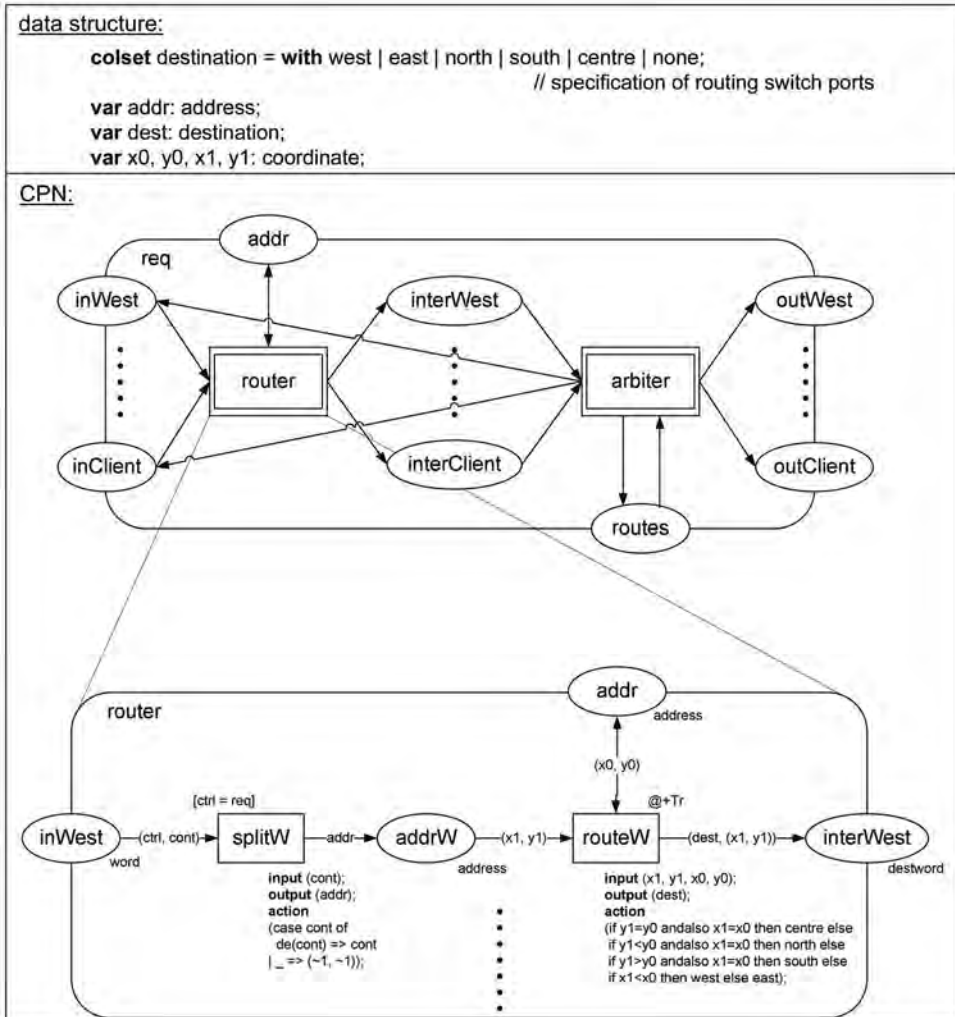 data structure:
colset destination = with west | east | north | south | centre | none;
// specification of routing switch ports
var addr: address;
var dest: destination;
var x0, y0, x1, y1: coordinate;
CPN:
addr
req
inWest
interWest
outWest
router
arbiter
inClient
interClient
outClient
routes
addr
router
address
(x0, y0)
[ctrl = req]
@+Tr
inWest
(ctrl, cont)
splitW
addr
addrW
(x1, y1)
routeW
(dest, (x1, y1))
interWest
word
address
destword
input (cont);
output (addr);
action
(case cont of
de(cont) => cont
| _ => (~1, ~1));
input (x1, y1, x0, y0);
output (dest);
action
(if y1=y0 andalso x1=x0 then centre else
if y1<y0 andalso x1=x0 then north else
if y1>y0 andalso x1=x0 then south else
if x1<x0 then west else east);